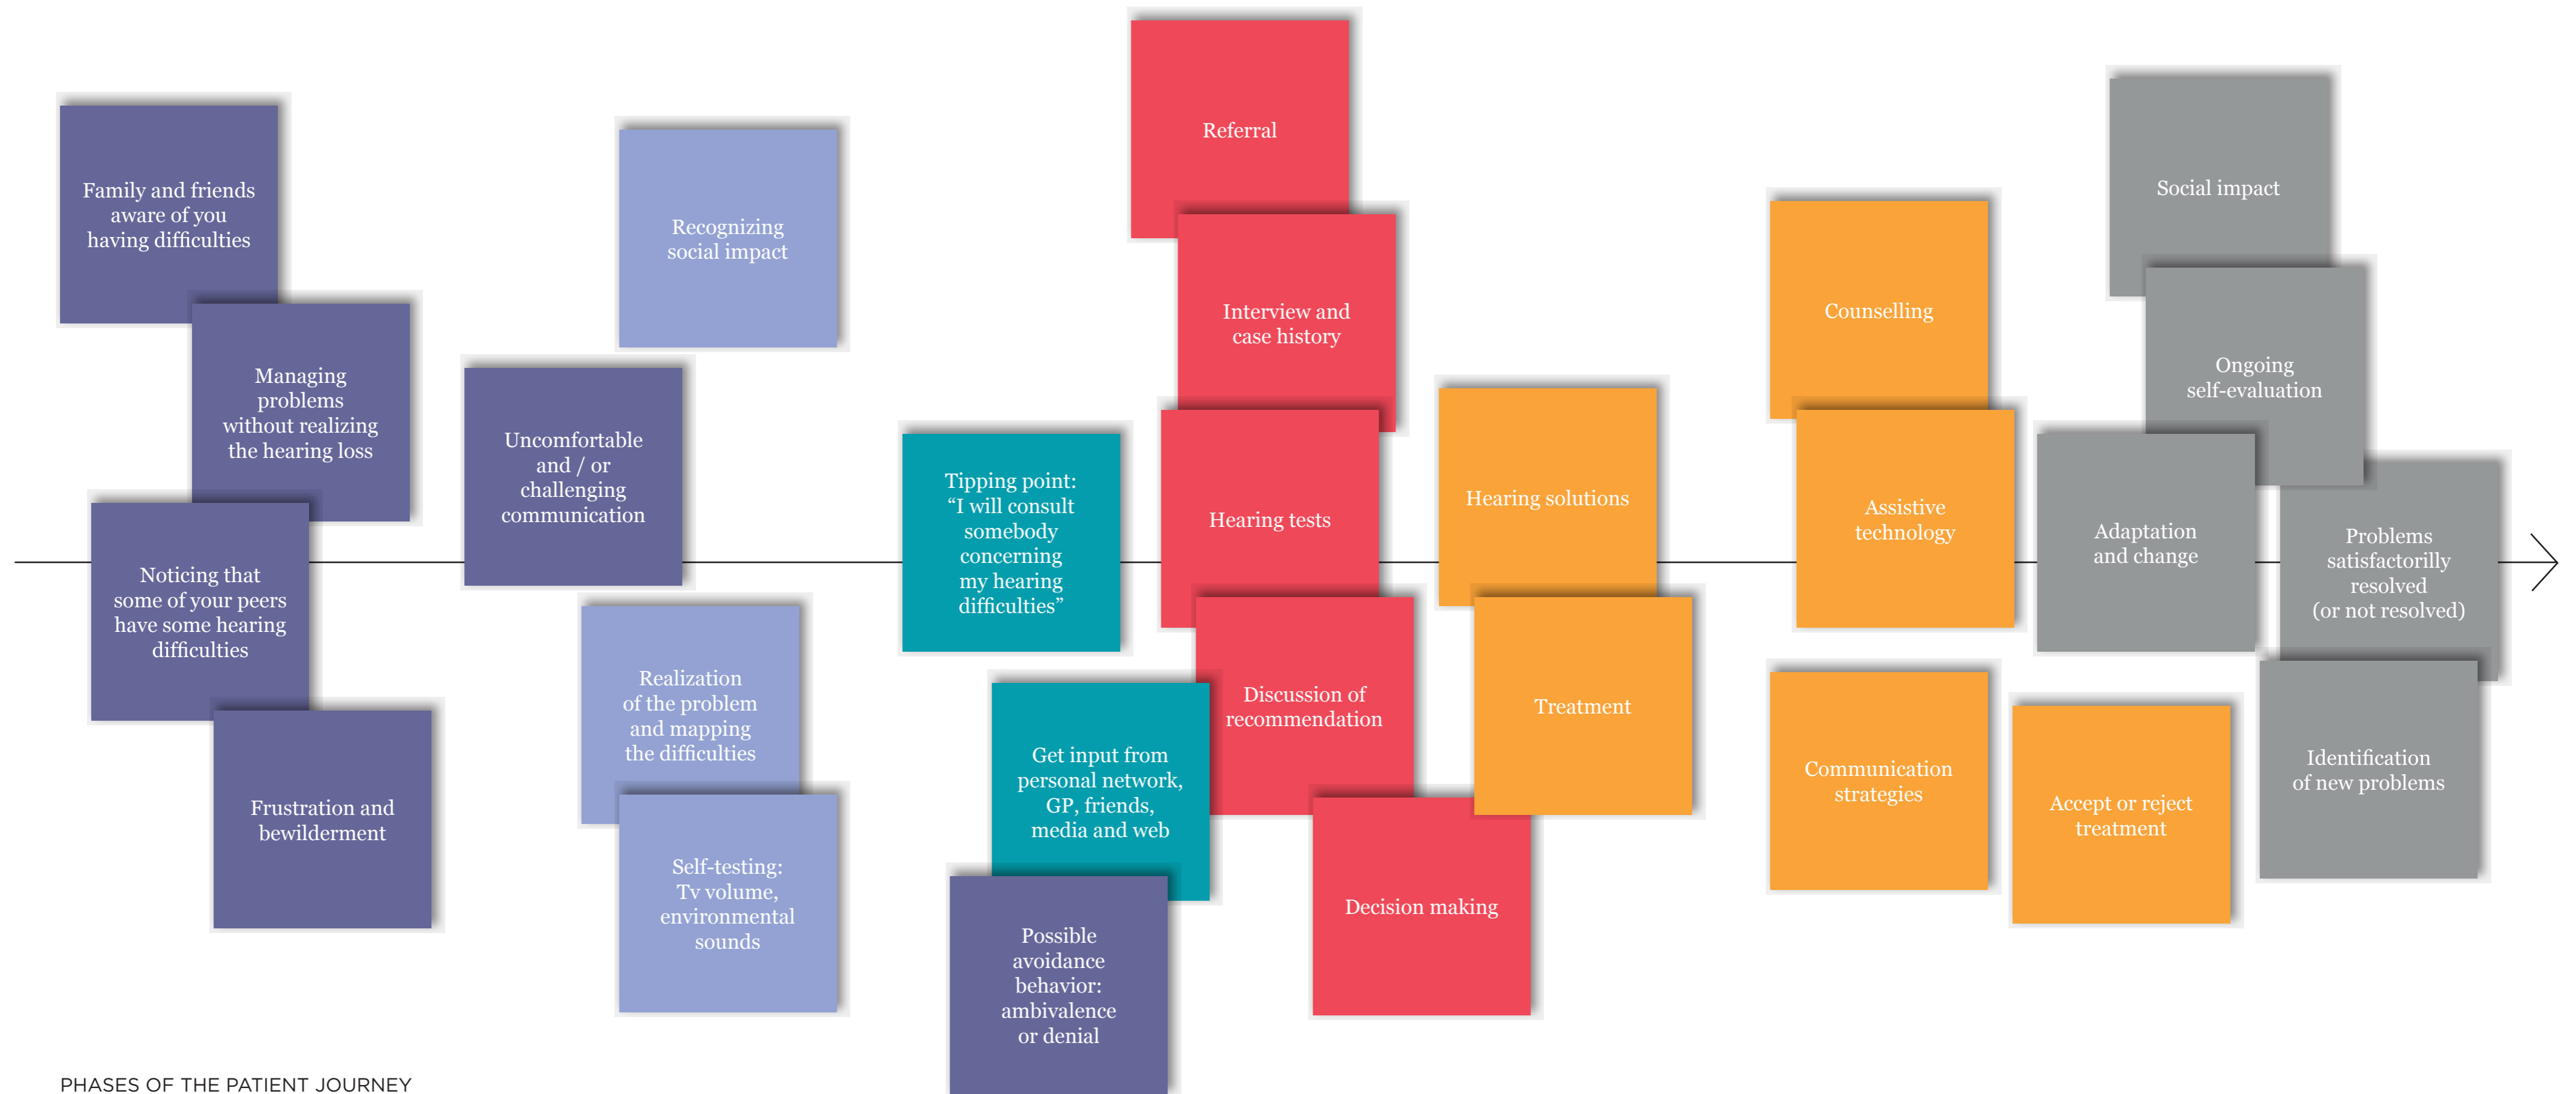 Family and friends
aware of you
having difficulties
Managing
problems
without realizing
the hearing loss
Noticing that
some of your peers
have some hearing
difficulties
Frustration and
bewilderment
Uncomfortable
and / or
challenging
communication
Recognizing
social impact
Realization
of the problem
and mapping
the difficulties
Self-testing:
Tv volume,
environmental
sounds
Tipping point:
“I will consult
somebody
concerning
my hearing
difficulties”
Get input from
personal network,
GP, friends,
media and web
Possible
avoidance
behavior:
ambivalence
or denial
Referral
Interview and
case history
Hearing tests
Discussion of
recommendation
Decision making
Hearing solutions
Treatment
Counselling
Assistive
technology
Communication
strategies
Accept or reject
treatment
Social impact
Ongoing
self-evaluation
Adaptation
and change
Problems
satisfactorilly
resolved
(or not resolved)
Identification
of new problems
PHASES OF THE PATIENT JOURNEY